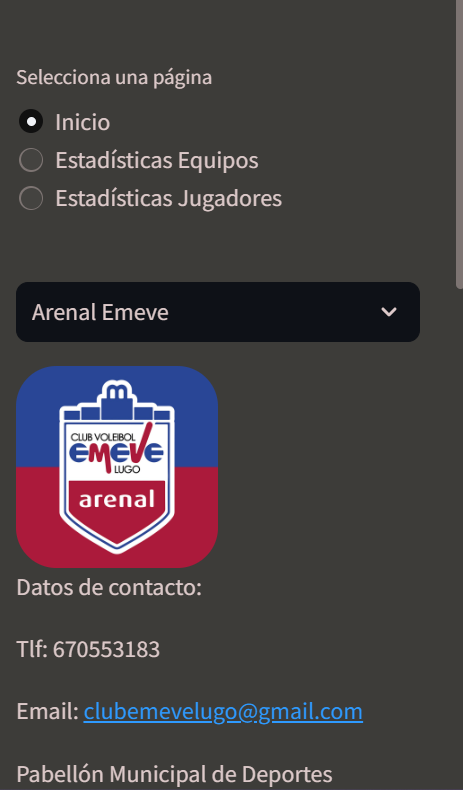 Selecciona una página
Inicio
Estadísticas Equipos
Estadísticas Jugadores
Arenal Emeve
CLUB VOLEIBOL
emeve
LUGO
arenal
Datos de contacto:
Tlf: 670553183
Email: clubemevelugo@gmail.com
Pabellón Municipal de Deportes